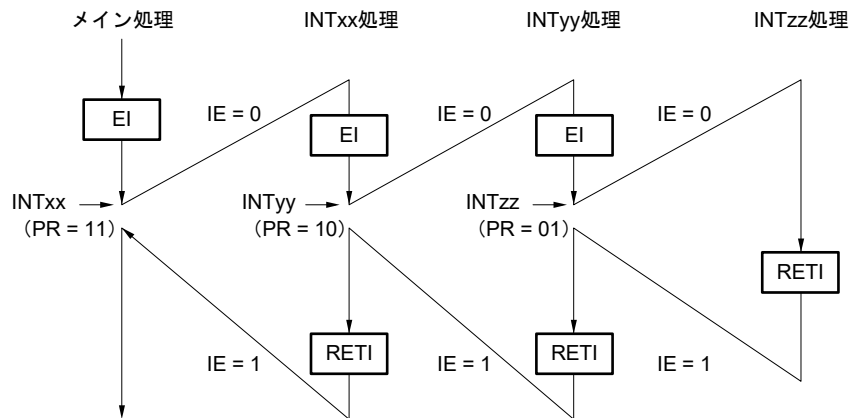 メイン処理 INTxx処理 INTyy処理 INTzz処理
EI IE = 0 EI IE = 0 EI IE = 0
INTxx INTyy INTzz
（PR = 11） （PR = 10） （PR = 01）
RETI
IE = 1 RETI IE = 1 RETI IE = 1